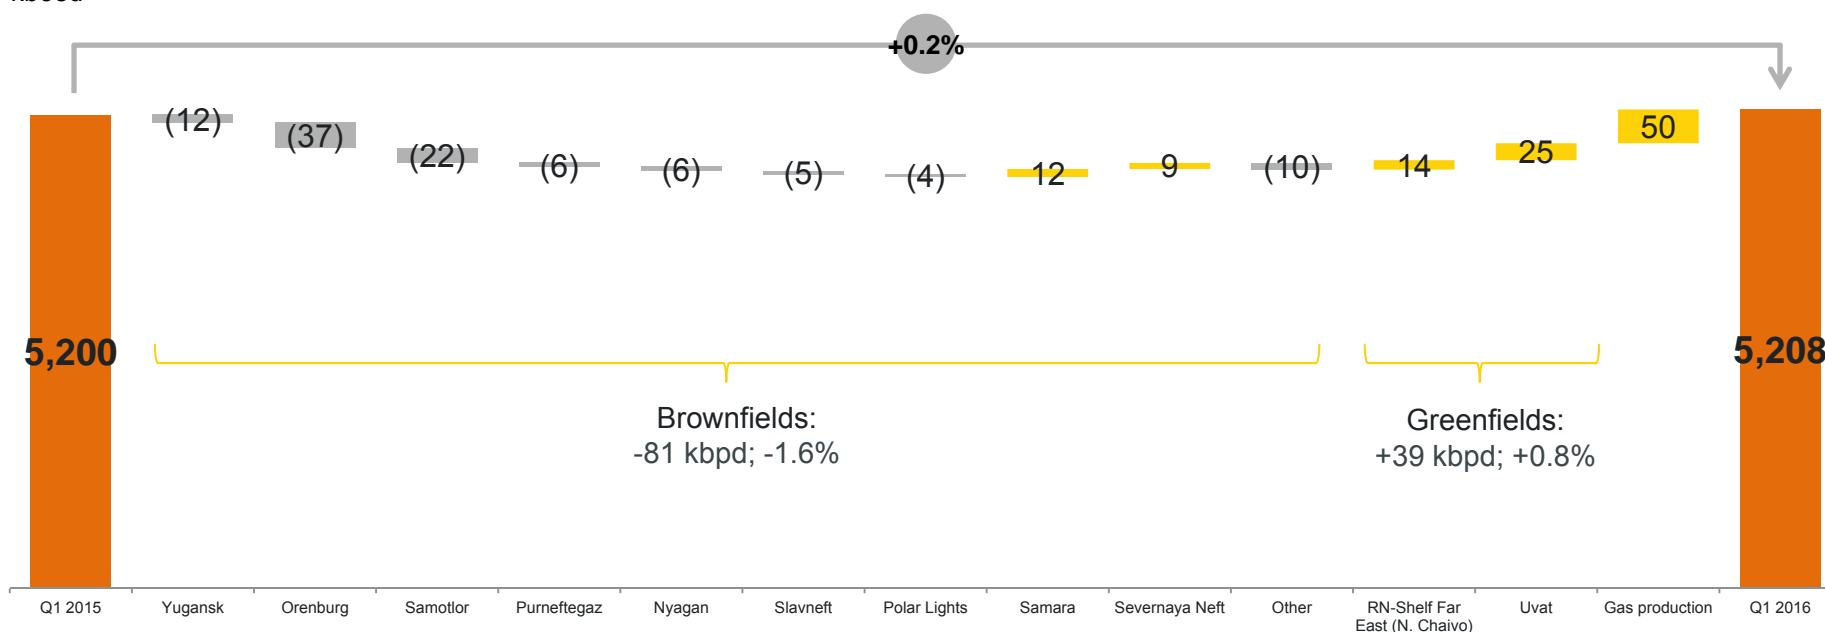 kboed
+0.2%
(12)
(37)
(22)
(6)
(6)
(5)
(4)
12
9
(10)
14
25
50
5,200
5,208
Brownfields:
-81 kbpd; -1.6%
Greenfields:
+39 kbpd; +0.8%
Q1 2015
Yugansk
Orenburg
Samotlor
Purneftegaz
Nyagan
Slavneft
Polar Lights
Samara
Severnaya Neft
Other
RN-Shelf Far
East (N. Chaivo)
Uvat
Gas production
Q1 2016